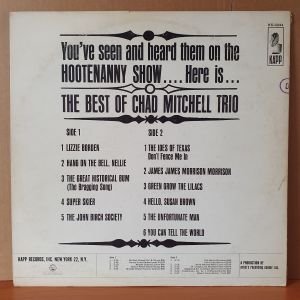 KAPP
You've seen and heard them on the
HOOTENANNY SHOW....Here is...
THE BEST OF CHAD MITCHELL TRIO
SIDE 1
1 LIZZIE BORDEN
2 HANG ON THE BELL, NELLIE
3 THE GREAT HISTORICAL BUM
(The Bragging Song)
4 SUPER SKIER
5 THE JOHN BIRCH SOCIETY
SIDE 2
1 THE IDES OF TEXAS
Don't Fence Me In
2 JAMES JAMES MORRISON MORRISON
3 GREEN GROW THE LILACS
4 HELLO, SUSAN BROWN
5 THE UNFORTUNATE MAN
6 YOU CAN TELL THE WORLD
KAPP RECORDS, INC. NEW YORK 22, N.Y.
A PRODUCTION OF